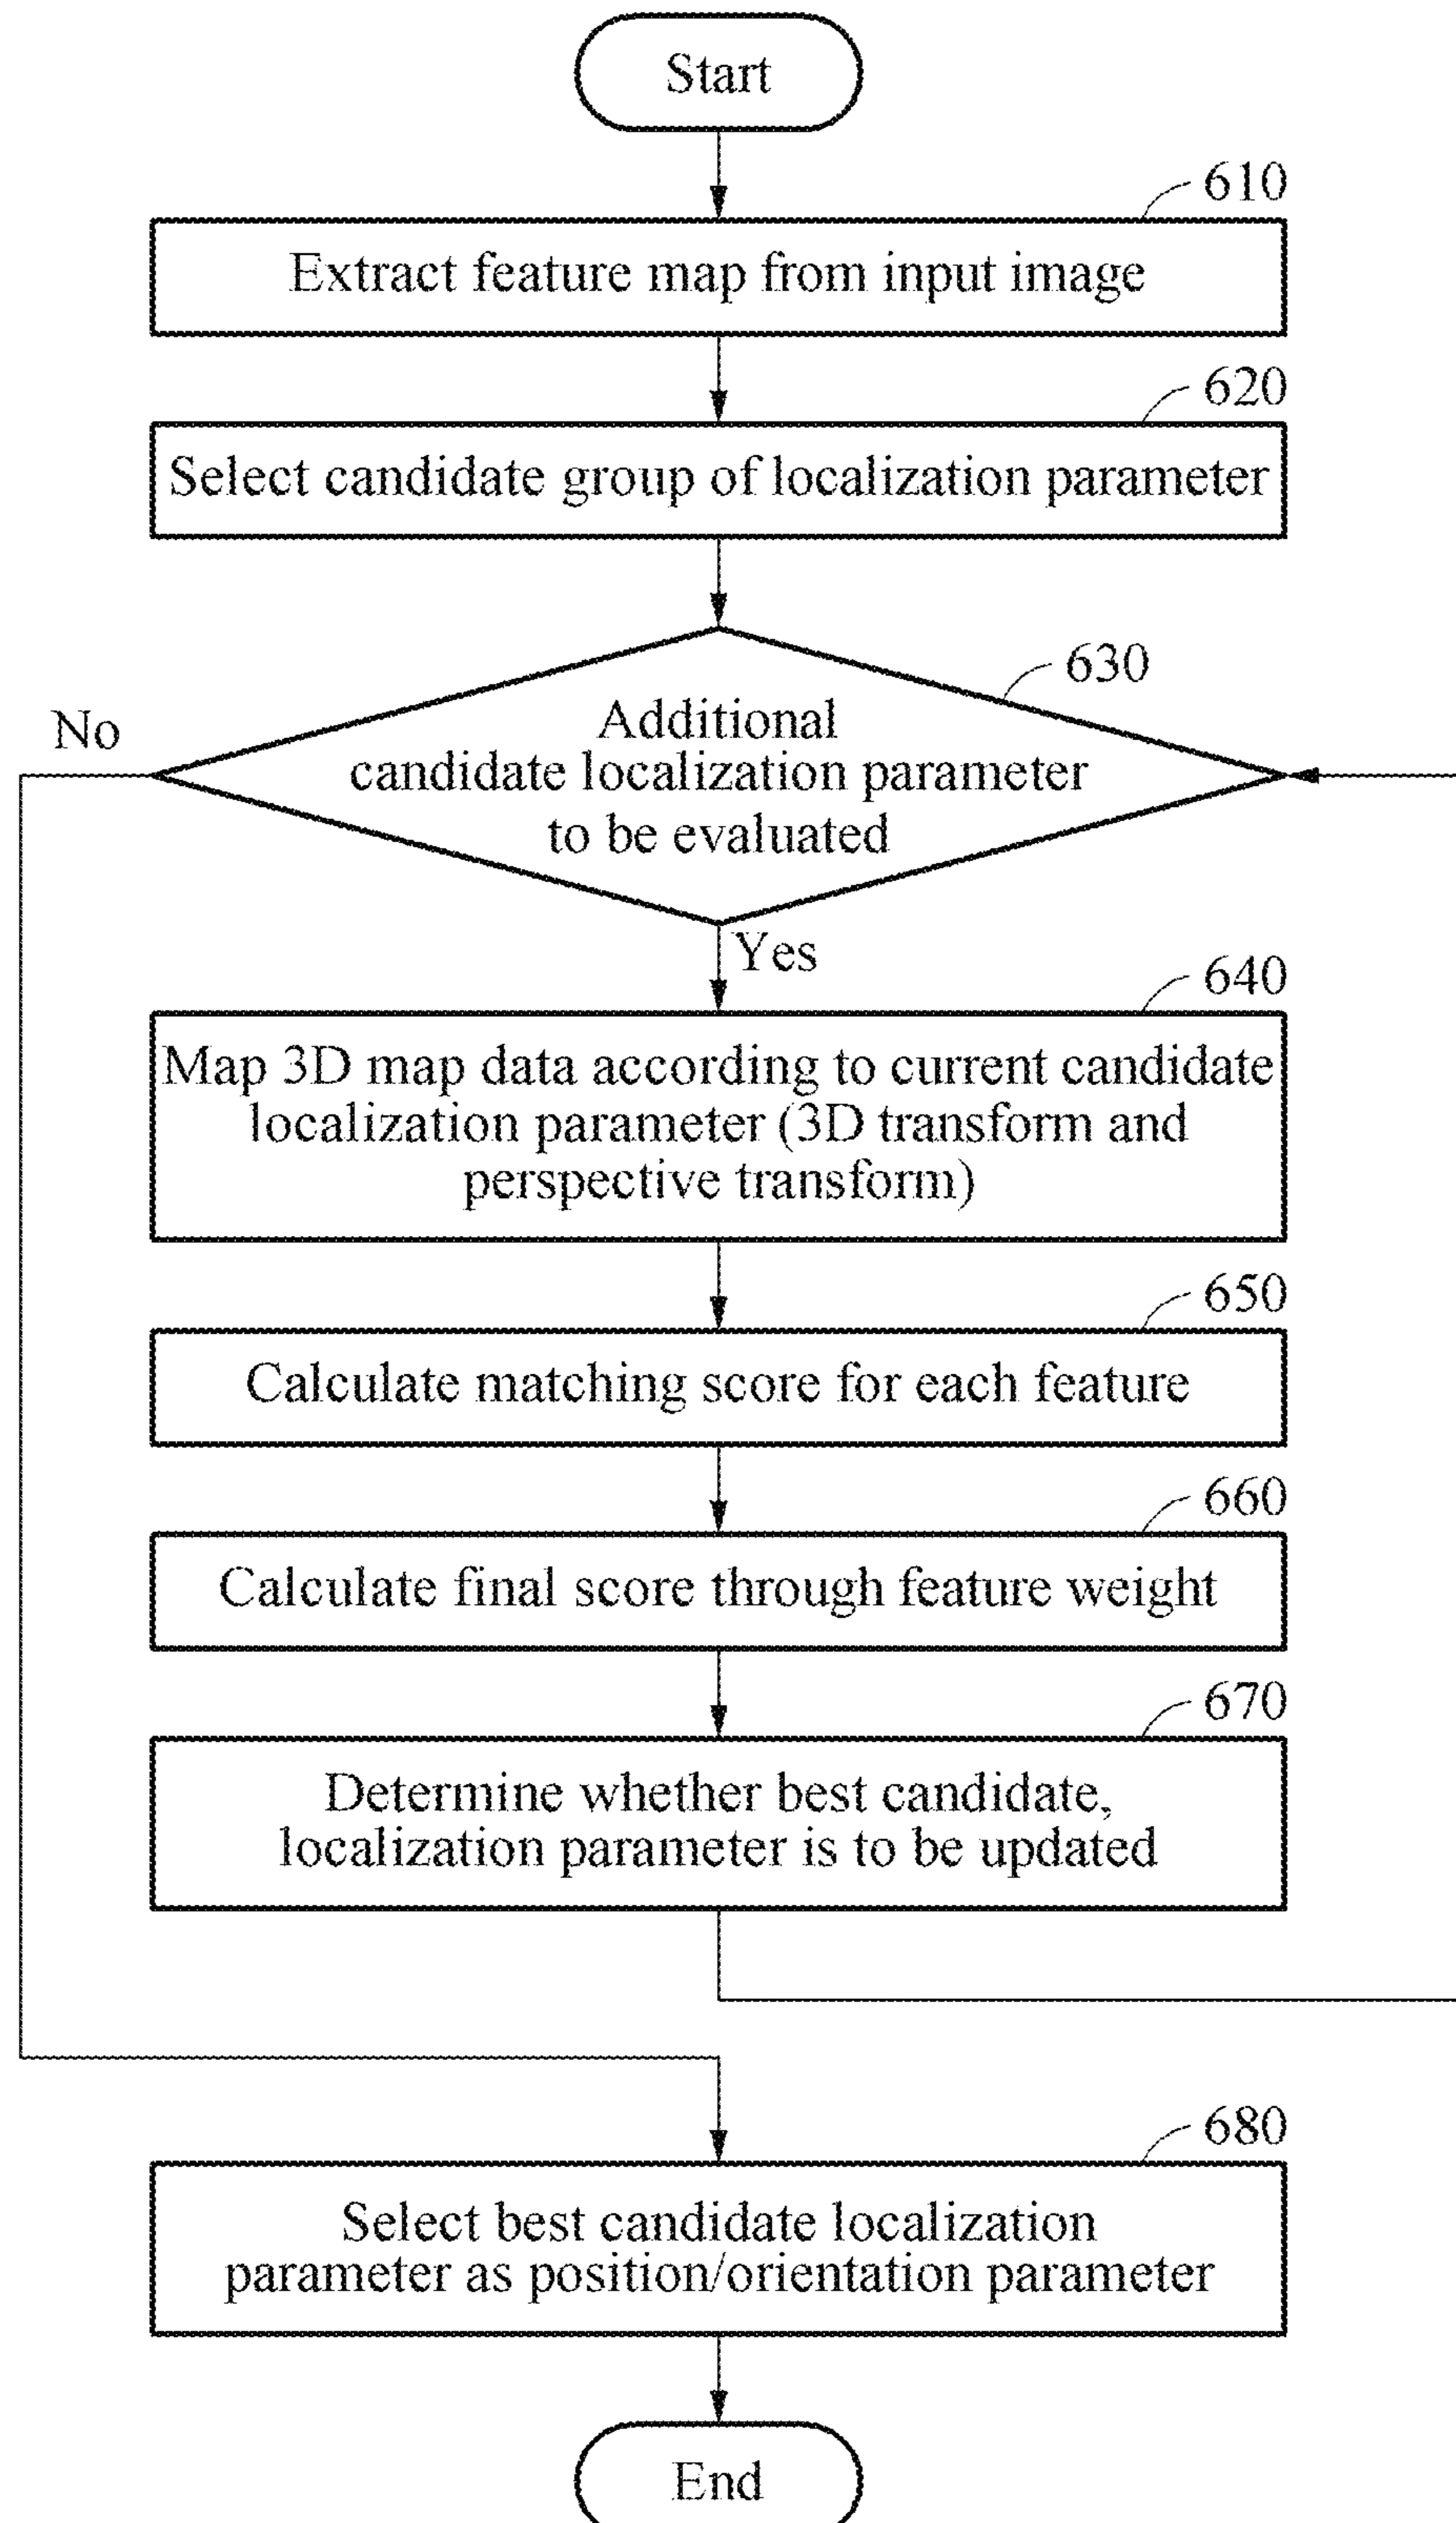 Start
610
Extract feature map from input image
620
Select candidate group of localization parameter
630
No
Additional
candidate localization parameter
to be evaluated
Yes
640
Map 3D map data according to current candidate
localization parameter (3D transform and
perspective transform)
650
Calculate matching score for each feature
660
Calculate final score through feature weight
670
Determine whether best candidate,
localization parameter is to be updated
680
Select best candidate localization
parameter as position/orientation parameter
End